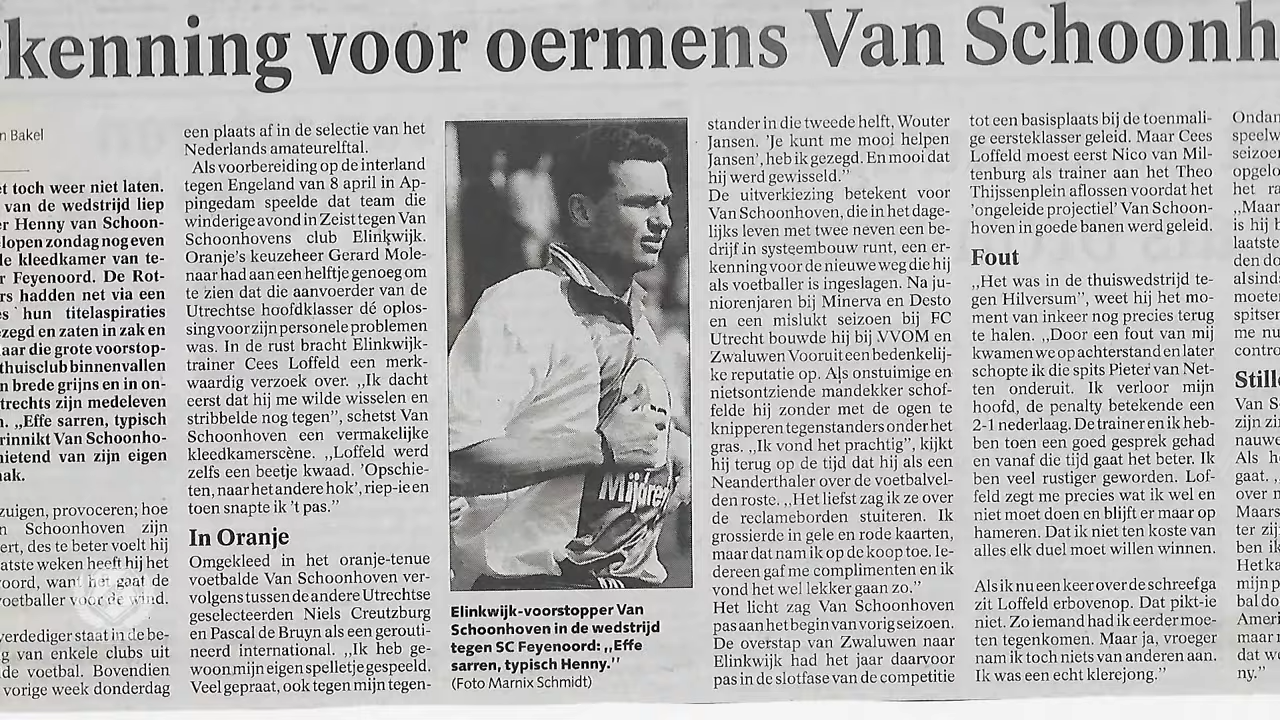 kenning voor oermens Van Schoonh
n Bakel
et toch weer niet laten.
van de wedstrijd liep
er Henny van Schoon-
lopen zondag nog even
le kleedkamer van te-
r Feyenoord. De Rot-
rs hadden net via een
es hun titelaspiraties
zegd en zaten in zak en
aar die grote voorstop-
thuisclub binnenvallen
n brede grijns en in on-
trechts zijn medeleven
n. „Effe sarren, typisch
rinnikt Van Schoonho-
nietend van zijn eigen
aak.
zuigen, provoceren; hoe
n Schoonhoven zijn
ert, des te beter voelt hij
aatste weken heeft hij het
oord, want het gaat de
voetballer voor de wind.
verdediger staat in de be-
g van enkele clubs uit
de voetbal. Bovendien
vorige week donderdag
een plaats af in de selectie van het
Nederlands amateurelftal.
Als voorbereiding op de interland
tegen Engeland van 8 april in Ap-
pingedam speelde dat team die
winderige avond in Zeist tegen Van
Schoonhovens club Elinkwijk.
Oranje's keuzeheer Gerard Mole-
naar had aan een helftje genoeg om
te zien dat die aanvoerder van de
Utrechtse hoofdklasser dé oplos-
sing voor zijn personele problemen
was. In de rust bracht Elinkwijk-
trainer Cees Loffeld een merk-
waardig verzoek over. „Ik dacht
eerst dat hij me wilde wisselen en
stribbelde nog tegen”, schetst Van
Schoonhoven een vermakelijke
kleedkamerscène. „Loffeld werd
zelfs een beetje kwaad. 'Opschie-
ten, naar het andere hok', riep-ie en
toen snapte ik 't pas.”
In Oranje
Omgekleed in het oranje-tenue
voetbalde Van Schoonhoven ver-
volgens tussen de andere Utrechtse
geselecteerden Niels Creutzburg
en Pascal de Bruyn als een gerouti-
neerd international. „Ik heb ge-
woon mijn eigen spelletje gespeeld.
Veel gepraat, ook tegen mijn tegen-
Mijdre
Elinkwijk-voorstopper Van
Schoonhoven in de wedstrijd
tegen SC Feyenoord: „Effe
sarren, typisch Henny.”
(Foto Marnix Schmidt)
stander in die tweede helft, Wouter
Jansen. 'Je kunt me mooi helpen
Jansen', heb ik gezegd. En mooi dat
hij werd gewisseld.”
De uitverkiezing betekent voor
Van Schoonhoven, die in het dage-
lijks leven met twee neven een be-
drijf in systeembouw runt, een er-
kenning voor de nieuwe weg die hij
als voetballer is ingeslagen. Na ju-
niorenjaren bij Minerva en Desto
en een mislukt seizoen bij FC
Utrecht bouwde hij bij VVOM en
Zwaluwen Vooruit een bedenkelij-
ke reputatie op. Als onstuimige en
nietsontziende mandekker schof-
felde hij zonder met de ogen te
knipperen tegenstanders onder het
gras. „Ik vond het prachtig”, kijkt
hij terug op de tijd dat hij als een
Neanderthaler over de voetbalvel-
den roste. „Het liefst zag ik ze over
de reclameborden stuiteren. Ik
grossierde in gele en rode kaarten,
maar dat nam ik op de koop toe. Ie-
dereen gaf me complimenten en ik
vond het wel lekker gaan zo.”
Het licht zag Van Schoonhoven
pas aan het begin van vorig seizoen.
De overstap van Zwaluwen naar
Elinkwijk had het jaar daarvoor
pas in de slotfase van de competitie
tot een basisplaats bij de toenmali-
ge eersteklasser geleid. Maar Cees
Loffeld moest eerst Nico van Mil-
tenburg als trainer aan het Theo
Thijssenplein aflossen voordat het
'ongeleide projectiel' Van Schoon-
hoven in goede banen werd geleid.
Fout
„Het was in de thuiswedstrijd te-
gen Hilversum”, weet hij het mo-
ment van inkeer nog precies terug
te halen. „Door een fout van mij
kwamen we op achterstand en later
schopte ik die spits Pieter van Net-
ten onderuit. Ik verloor mijn
hoofd, de penalty betekende een
2-1 nederlaag. De trainer en ik heb-
ben toen een goed gesprek gehad
en vanaf die tijd gaat het beter. Ik
ben veel rustiger geworden. Lof-
feld zegt me precies wat ik wel en
niet moet doen en blijft er maar op
hameren. Dat ik niet ten koste van
alles elk duel moet willen winnen.
Als ik nu een keer over de schreef ga
zit Loffeld erbovenop. Dat pikt-ie
niet. Zo iemand had ik eerder moe-
ten tegenkomen. Maar ja, vroeger
nam ik toch niets van anderen aan.
Ik was een echt klerejong.”
Ondan
speelw
seizoe
opgelo
het ra
„Maar
is hij b
laatste
den do
alsind
moete
spitser
me nu
contro
Still
Van S
zijn zi
nauwe
Als he
gaat. „
over m
Maars
ter zij
ben ik
Het ka
mijn b
bal do
Ameri
maar n
dat we
ny.”